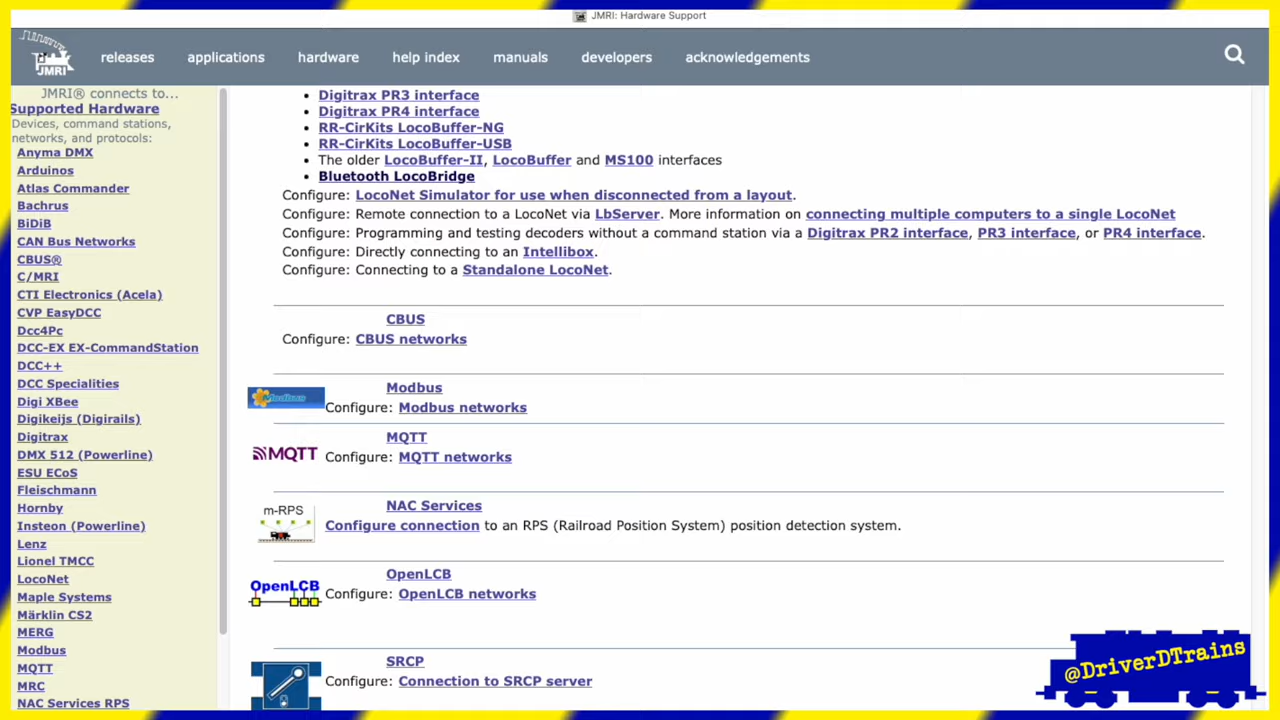 JMRI: Hardware Support
JMRI
releases
applications
hardware
help index
manuals
developers
acknowledgements
JMRI® connects to...
Supported Hardware
Devices, command stations,
networks, and protocols:
Anyma DMX
Arduinos
Atlas Commander
Bachrus
BiDiB
CAN Bus Networks
CBUS®
C/MRI
CTI Electronics (Acela)
CVP EasyDCC
Dcc4Pc
DCC-EX EX-CommandStation
DCC++
DCC Specialities
Digi XBee
Digikeijs (Digirails)
Digitrax
DMX 512 (Powerline)
ESU ECoS
Fleischmann
Hornby
Insteon (Powerline)
Lenz
Lionel TMCC
LocoNet
Maple Systems
Märklin CS2
MERG
Modbus
MQTT
MRC
NAC Services RPS
Digitrax PR3 interface
Digitrax PR4 interface
RR-CirKits LocoBuffer-NG
RR-CirKits LocoBuffer-USB
The older LocoBuffer-II, LocoBuffer and MS100 interfaces
Bluetooth LocoBridge
Configure: LocoNet Simulator for use when disconnected from a layout.
Configure: Remote connection to a LocoNet via LbServer. More information on connecting multiple computers to a single LocoNet
Configure: Programming and testing decoders without a command station via a Digitrax PR2 interface, PR3 interface, or PR4 interface.
Configure: Directly connecting to an Intellibox.
Configure: Connecting to a Standalone LocoNet.
CBUS
Configure: CBUS networks
Modbus
Configure: Modbus networks
MQTT
MQTT
Configure: MQTT networks
NAC Services
m-RPS
Configure connection to an RPS (Railroad Position System) position detection system.
OpenLCB
OpenLCB
Configure: OpenLCB networks
SRCP
Configure: Connection to SRCP server
@DriverDTrains